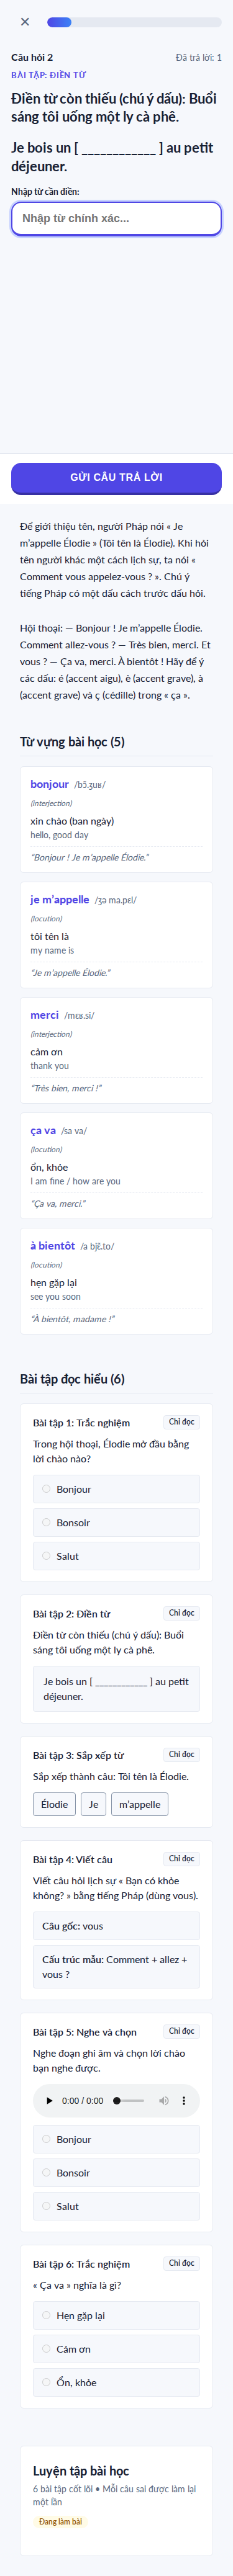 ✕
Câu hỏi 2
Đã trả lời: 1
BÀI TẬP: ĐIỀN TỪ
Điền từ còn thiếu (chú ý dấu): Buổi
sáng tôi uống một ly cà phê.
Je bois un [ ____________ ] au petit
déjeuner.
Nhập từ cần điền:
Nhập từ chính xác...
GỬI CÂU TRẢ LỜI
Để giới thiệu tên, người Pháp nói « Je
m’appelle Élodie » (Tôi tên là Élodie). Khi hỏi
tên người khác một cách lịch sự, ta nói «
Comment vous appelez-vous ? ». Chú ý
tiếng Pháp có một dấu cách trước dấu hỏi.
Hội thoại: — Bonjour ! Je m’appelle Élodie.
Comment allez-vous ? — Très bien, merci. Et
vous ? — Ça va, merci. À bientôt ! Hãy để ý
các dấu: é (accent aigu), è (accent grave), à
(accent grave) và ç (cédille) trong « ça ».
Từ vựng bài học (5)
bonjour /bɔ̃.ʒuʁ/
(interjection)
xin chào (ban ngày)
hello, good day
“Bonjour ! Je m’appelle Élodie.”
je m’appelle /ʒə ma.pɛl/
(locution)
tôi tên là
my name is
“Je m’appelle Élodie.”
merci /mɛʁ.si/
(interjection)
cảm ơn
thank you
“Très bien, merci !”
ça va /sa va/
(locution)
ổn, khỏe
I am fine / how are you
“Ça va, merci.”
à bientôt /a bjɛ̃.to/
(locution)
hẹn gặp lại
see you soon
“À bientôt, madame !”
Bài tập đọc hiểu (6)
Bài tập 1: Trắc nghiệm
Chỉ đọc
Trong hội thoại, Élodie mở đầu bằng
lời chào nào?
Bonjour
Bonsoir
Salut
Bài tập 2: Điền từ
Chỉ đọc
Điền từ còn thiếu (chú ý dấu): Buổi
sáng tôi uống một ly cà phê.
Je bois un [ ____________ ] au petit
déjeuner.
Bài tập 3: Sắp xếp từ
Chỉ đọc
Sắp xếp thành câu: Tôi tên là Élodie.
Élodie Je m’appelle
Bài tập 4: Viết câu
Chỉ đọc
Viết câu hỏi lịch sự « Bạn có khỏe
không? » bằng tiếng Pháp (dùng vous).
Câu gốc: vous
Cấu trúc mẫu: Comment + allez +
vous ?
Bài tập 5: Nghe và chọn
Chỉ đọc
Nghe đoạn ghi âm và chọn lời chào
bạn nghe được.
0:00 / 0:00
Bonjour
Bonsoir
Salut
Bài tập 6: Trắc nghiệm
Chỉ đọc
« Ça va » nghĩa là gì?
Hẹn gặp lại
Cảm ơn
Ổn, khỏe
Luyện tập bài học
6 bài tập cốt lõi • Mỗi câu sai được làm lại
một lần
Đang làm bài